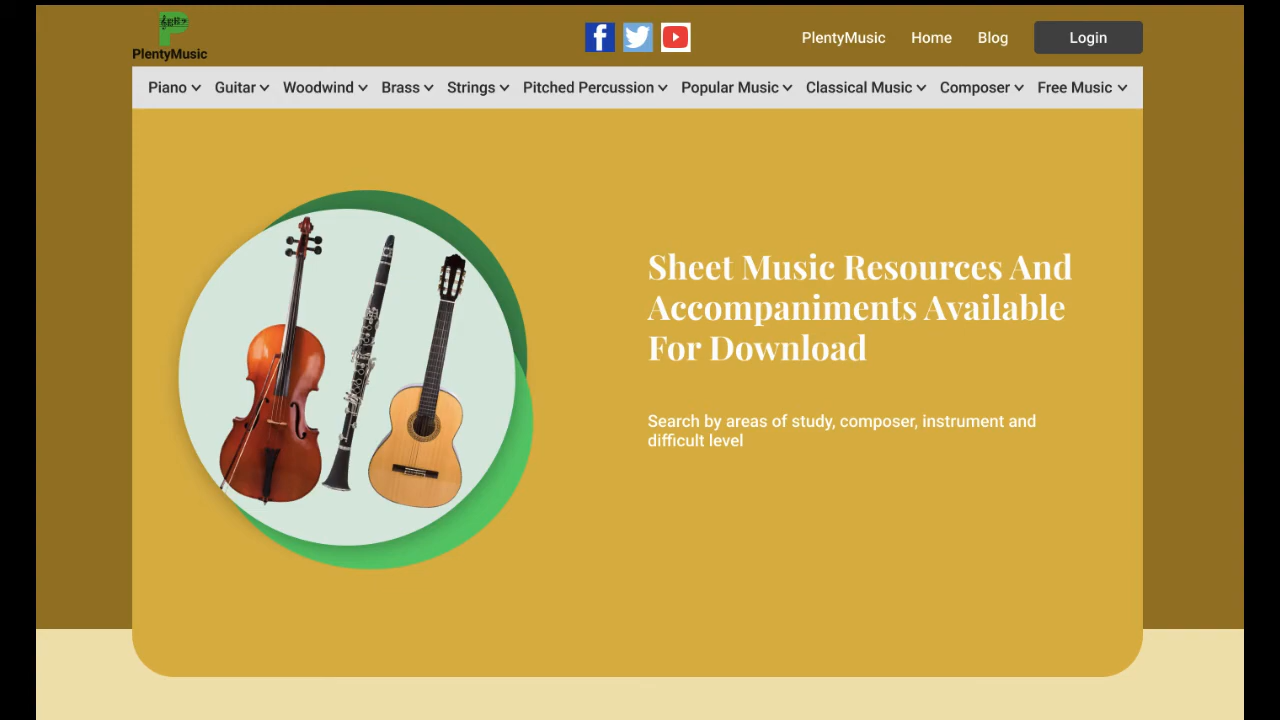 PlentyMusic
PlentyMusic Home Blog Login
Piano Guitar Woodwind Brass Strings Pitched Percussion Popular Music Classical Music Composer Free Music
Sheet Music Resources And
Accompaniments Available
For Download
Search by areas of study, composer, instrument and
difficult level